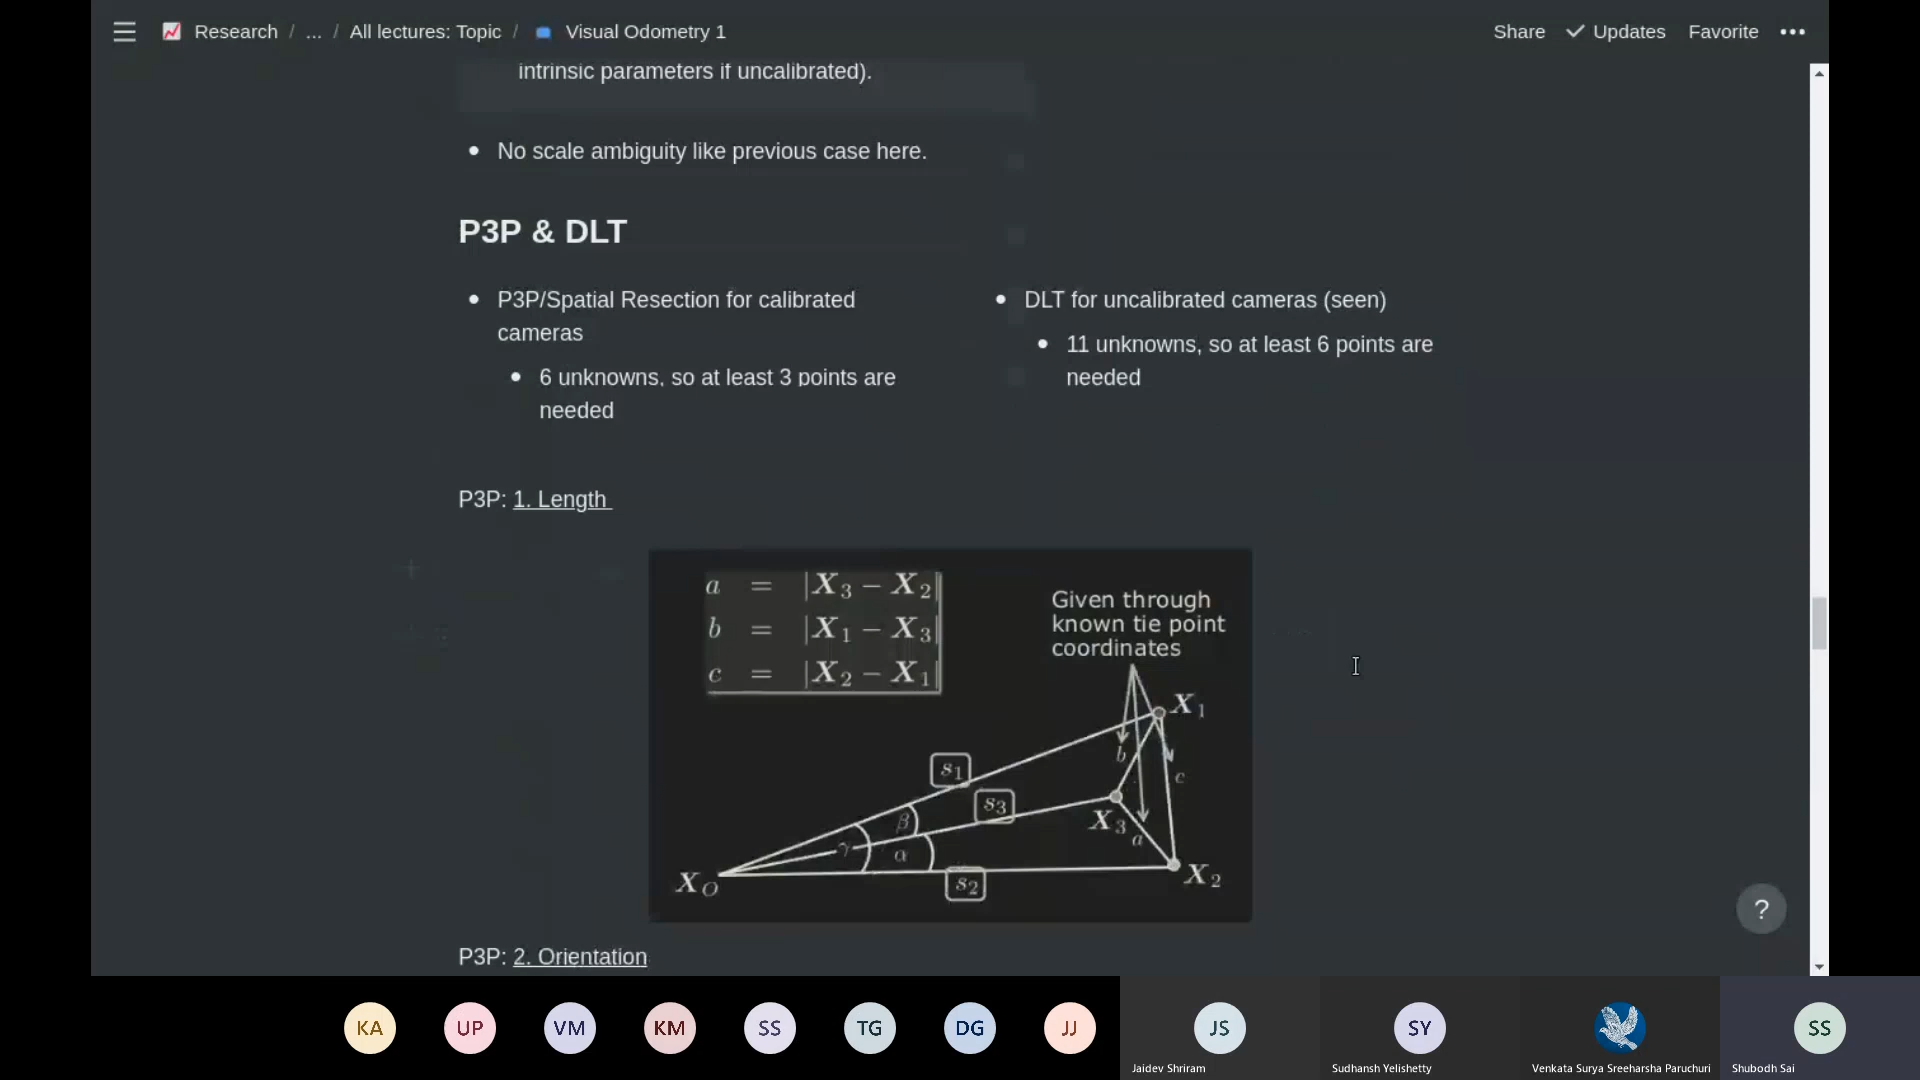 Research / ... / All lectures: Topic / Visual Odometry 1
Share Updates Favorite •••
intrinsic parameters if uncalibrated).
• No scale ambiguity like previous case here.
P3P & DLT
• P3P/Spatial Resection for calibrated
cameras
• 6 unknowns, so at least 3 points are
needed
• DLT for uncalibrated cameras (seen)
• 11 unknowns, so at least 6 points are
needed
P3P: 1. Length
a = |X₃ − X₂|
b = |X₁ − X₃|
c = |X₂ − X₁|
Given through
known tie point
coordinates
X₁
b
c
s₁
s₃
X₃
a
β
γ
α
X_O
s₂
X₂
?
P3P: 2. Orientation
KA UP VM KM SS TG DG JJ JS SY SS
Jaidev Shriram
Sudhansh Yelishetty
Venkata Surya Sreeharsha Paruchuri
Shubodh Sai